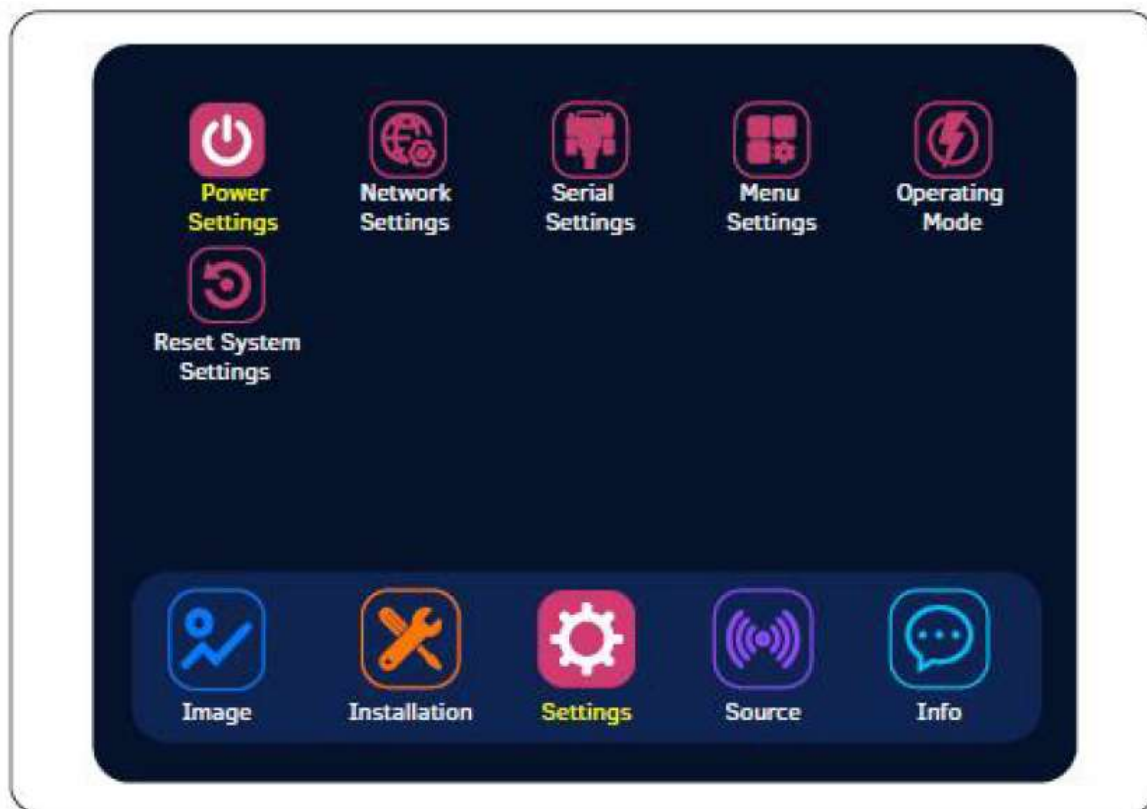 Power Settings
Network Settings
Serial Settings
Menu Settings
Operating Mode
Reset System Settings
Image
Installation
Settings
Source
Info